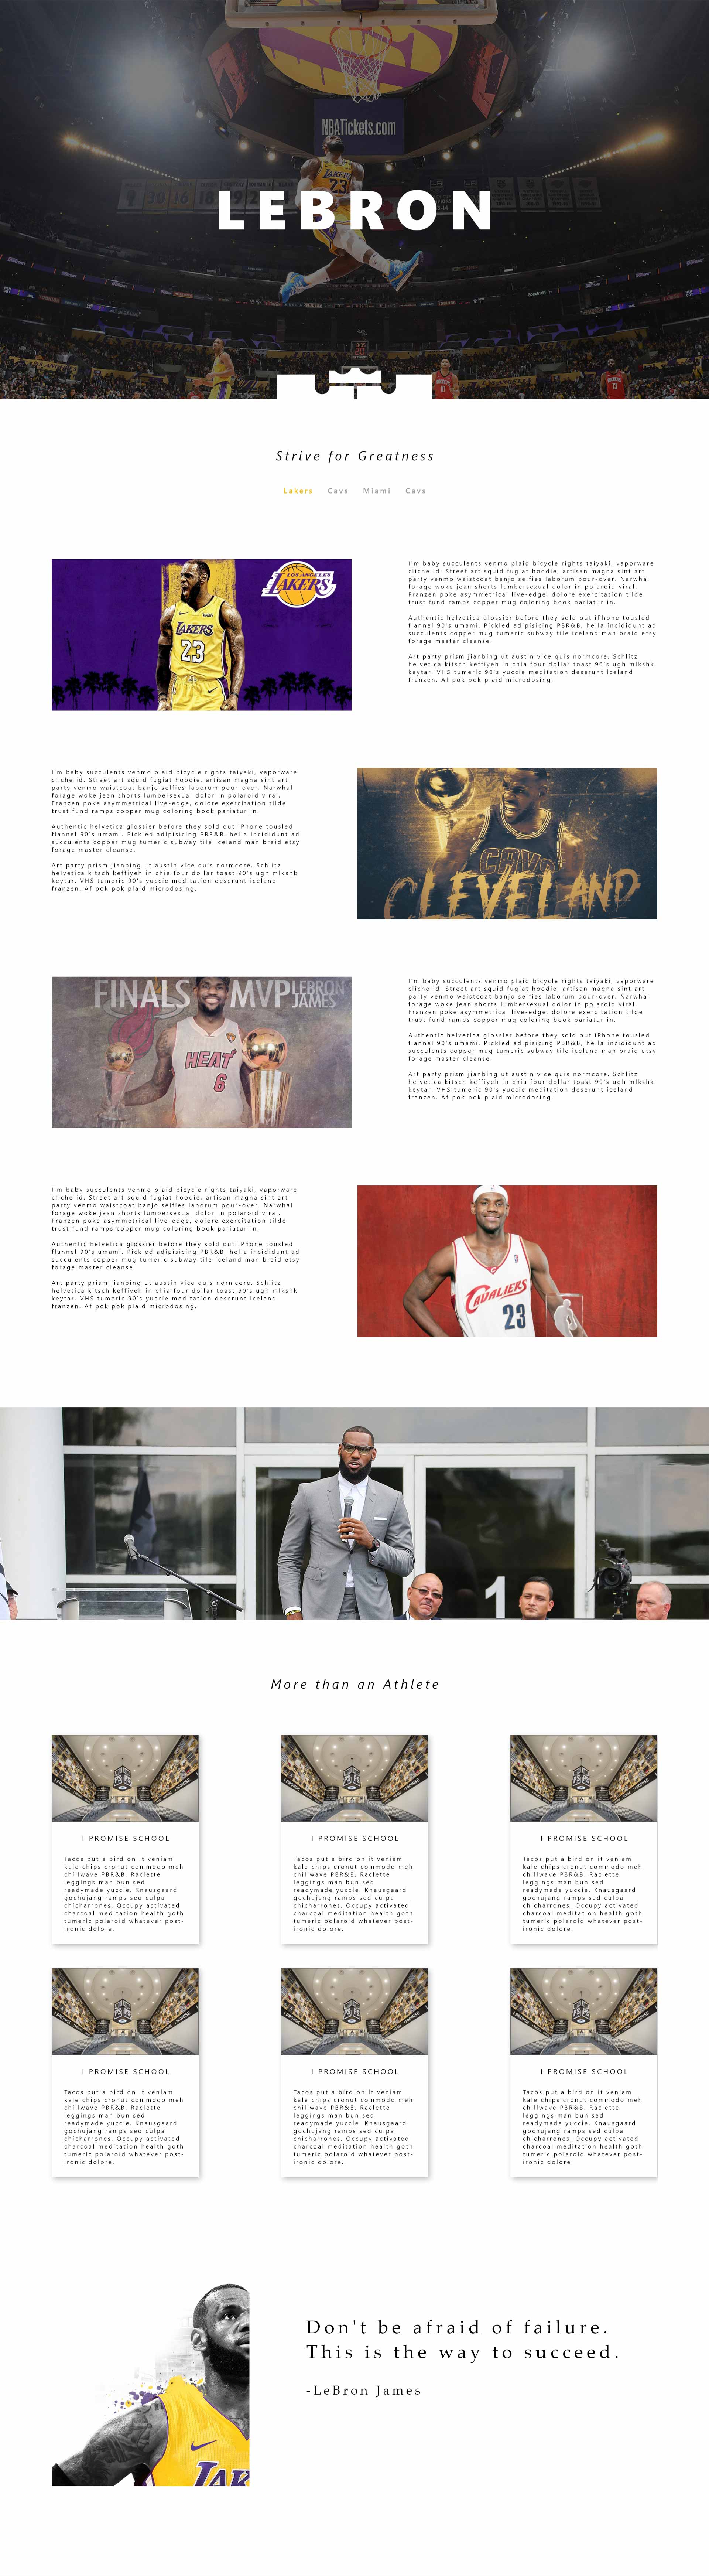 NBATickets.com
LAKERS
23
LEBRON
Strive for Greatness
Lakers Cavs Miami Cavs
LOS ANGELES
LAKERS
LAKERS
23
I'm baby succulents venmo plaid bicycle rights taiyaki, vaporware
cliche id. Street art squid fugiat hoodie, artisan magna sint art
party venmo waistcoat banjo selfies laborum pour-over. Narwhal
forage woke jean shorts lumbersexual dolor in polaroid viral.
Franzen poke asymmetrical live-edge, dolore exercitation tilde
trust fund ramps copper mug coloring book pariatur in.
Authentic helvetica glossier before they sold out iPhone tousled
flannel 90's umami. Pickled adipisicing PBR&B, hella incididunt ad
succulents copper mug tumeric subway tile iceland man braid etsy
forage master cleanse.
Art party prism jianbing ut austin vice quis normcore. Schlitz
helvetica kitsch keffiyeh in chia four dollar toast 90's ugh mlkshk
keytar. VHS tumeric 90's yuccie meditation deserunt iceland
franzen. Af pok pok plaid microdosing.
I'm baby succulents venmo plaid bicycle rights taiyaki, vaporware
cliche id. Street art squid fugiat hoodie, artisan magna sint art
party venmo waistcoat banjo selfies laborum pour-over. Narwhal
forage woke jean shorts lumbersexual dolor in polaroid viral.
Franzen poke asymmetrical live-edge, dolore exercitation tilde
trust fund ramps copper mug coloring book pariatur in.
Authentic helvetica glossier before they sold out iPhone tousled
flannel 90's umami. Pickled adipisicing PBR&B, hella incididunt ad
succulents copper mug tumeric subway tile iceland man braid etsy
forage master cleanse.
Art party prism jianbing ut austin vice quis normcore. Schlitz
helvetica kitsch keffiyeh in chia four dollar toast 90's ugh mlkshk
keytar. VHS tumeric 90's yuccie meditation deserunt iceland
franzen. Af pok pok plaid microdosing.
CAVS
CLEVELAND
FINALS MVP LEBRON
JAMES
HEAT
6
I'm baby succulents venmo plaid bicycle rights taiyaki, vaporware
cliche id. Street art squid fugiat hoodie, artisan magna sint art
party venmo waistcoat banjo selfies laborum pour-over. Narwhal
forage woke jean shorts lumbersexual dolor in polaroid viral.
Franzen poke asymmetrical live-edge, dolore exercitation tilde
trust fund ramps copper mug coloring book pariatur in.
Authentic helvetica glossier before they sold out iPhone tousled
flannel 90's umami. Pickled adipisicing PBR&B, hella incididunt ad
succulents copper mug tumeric subway tile iceland man braid etsy
forage master cleanse.
Art party prism jianbing ut austin vice quis normcore. Schlitz
helvetica kitsch keffiyeh in chia four dollar toast 90's ugh mlkshk
keytar. VHS tumeric 90's yuccie meditation deserunt iceland
franzen. Af pok pok plaid microdosing.
I'm baby succulents venmo plaid bicycle rights taiyaki, vaporware
cliche id. Street art squid fugiat hoodie, artisan magna sint art
party venmo waistcoat banjo selfies laborum pour-over. Narwhal
forage woke jean shorts lumbersexual dolor in polaroid viral.
Franzen poke asymmetrical live-edge, dolore exercitation tilde
trust fund ramps copper mug coloring book pariatur in.
Authentic helvetica glossier before they sold out iPhone tousled
flannel 90's umami. Pickled adipisicing PBR&B, hella incididunt ad
succulents copper mug tumeric subway tile iceland man braid etsy
forage master cleanse.
Art party prism jianbing ut austin vice quis normcore. Schlitz
helvetica kitsch keffiyeh in chia four dollar toast 90's ugh mlkshk
keytar. VHS tumeric 90's yuccie meditation deserunt iceland
franzen. Af pok pok plaid microdosing.
CAVALIERS
23
1
More than an Athlete
I PROMISE SCHOOL
Tacos put a bird on it veniam
kale chips cronut commodo meh
chillwave PBR&B. Raclette
leggings man bun sed
readymade yuccie. Knausgaard
gochujang ramps sed culpa
chicharrones. Occupy activated
charcoal meditation health goth
tumeric polaroid whatever post-
ironic dolore.
I PROMISE SCHOOL
Tacos put a bird on it veniam
kale chips cronut commodo meh
chillwave PBR&B. Raclette
leggings man bun sed
readymade yuccie. Knausgaard
gochujang ramps sed culpa
chicharrones. Occupy activated
charcoal meditation health goth
tumeric polaroid whatever post-
ironic dolore.
I PROMISE SCHOOL
Tacos put a bird on it veniam
kale chips cronut commodo meh
chillwave PBR&B. Raclette
leggings man bun sed
readymade yuccie. Knausgaard
gochujang ramps sed culpa
chicharrones. Occupy activated
charcoal meditation health goth
tumeric polaroid whatever post-
ironic dolore.
I PROMISE SCHOOL
Tacos put a bird on it veniam
kale chips cronut commodo meh
chillwave PBR&B. Raclette
leggings man bun sed
readymade yuccie. Knausgaard
gochujang ramps sed culpa
chicharrones. Occupy activated
charcoal meditation health goth
tumeric polaroid whatever post-
ironic dolore.
I PROMISE SCHOOL
Tacos put a bird on it veniam
kale chips cronut commodo meh
chillwave PBR&B. Raclette
leggings man bun sed
readymade yuccie. Knausgaard
gochujang ramps sed culpa
chicharrones. Occupy activated
charcoal meditation health goth
tumeric polaroid whatever post-
ironic dolore.
I PROMISE SCHOOL
Tacos put a bird on it veniam
kale chips cronut commodo meh
chillwave PBR&B. Raclette
leggings man bun sed
readymade yuccie. Knausgaard
gochujang ramps sed culpa
chicharrones. Occupy activated
charcoal meditation health goth
tumeric polaroid whatever post-
ironic dolore.
Don't be afraid of failure.
This is the way to succeed.
-LeBron James
LAK